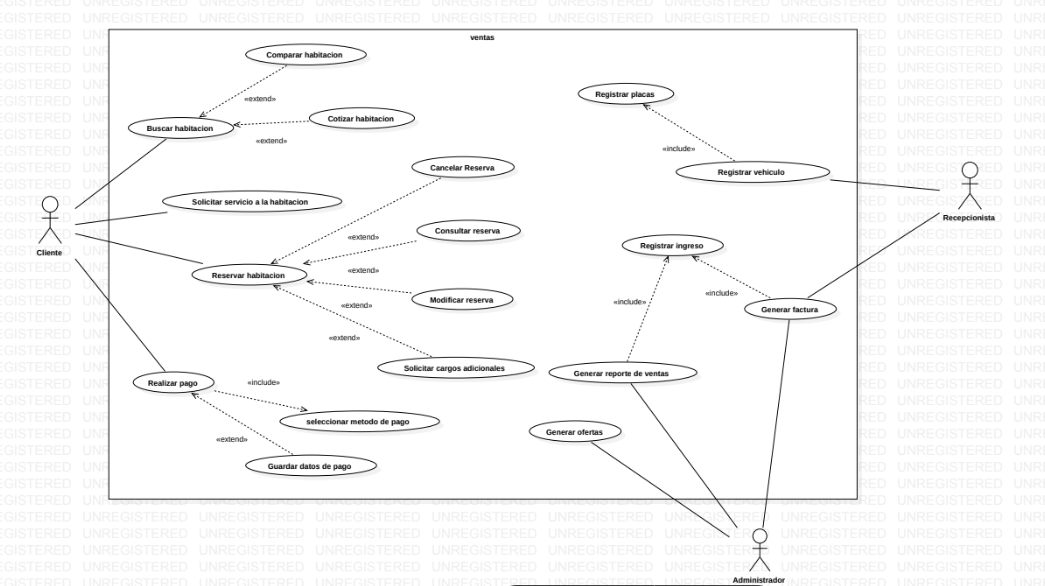 ventas
Comparar habitacion
«extend»
Buscar habitacion
Cotizar habitacion
«extend»
Registrar placas
«include»
Registrar vehiculo
Cancelar Reserva
Solicitar servicio a la habitacion
Cliente
Recepcionista
Consultar reserva
«extend»
Registrar ingreso
Reservar habitacion
«extend»
Modificar reserva
«extend»
«include»
«include»
Generar factura
«extend»
Solicitar cargos adicionales
Generar reporte de ventas
Realizar pago
«include»
seleccionar metodo de pago
«extend»
Generar ofertas
Guardar datos de pago
Administrador
UNREGISTERED